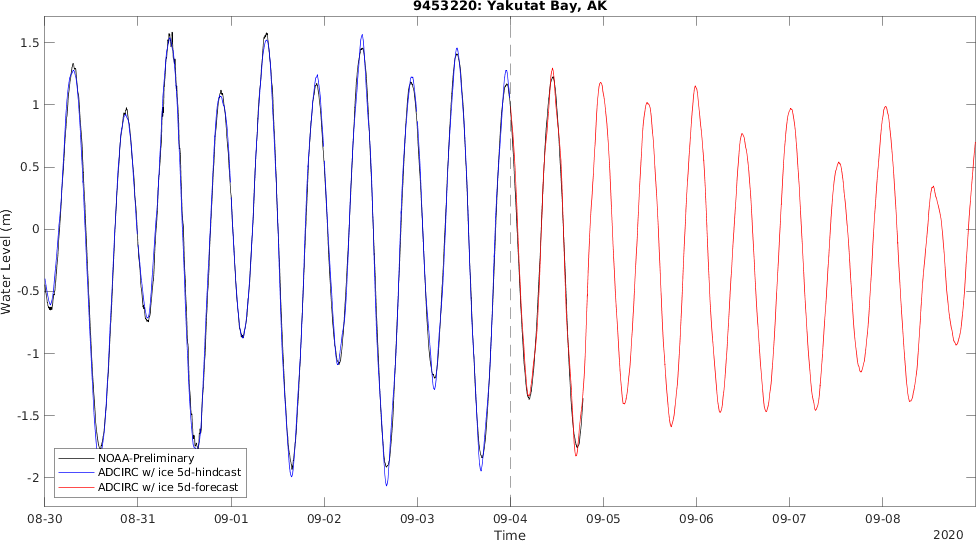 9453220: Yakutat Bay, AK
1.5
1
0.5
0
-0.5
-1
-1.5
-2
Water Level (m)
NOAA-Preliminary
ADCIRC w/ ice 5d-hindcast
ADCIRC w/ ice 5d-forecast
08-30 08-31 09-01 09-02 09-03 09-04 09-05 09-06 09-07 09-08
Time
2020